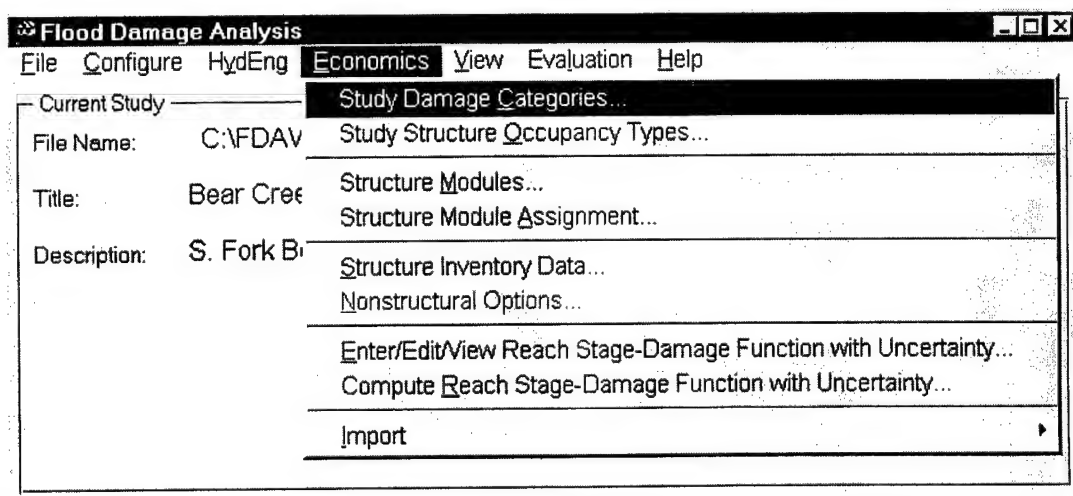 Flood Damage Analysis
File Configure HydEng Economics View Evaluation Help
Current Study
File Name: C:\FDAV
Title: Bear Cree
Description: S. Fork B
Study Damage Categories...
Study Structure Occupancy Types...
Structure Modules...
Structure Module Assignment...
Structure Inventory Data...
Nonstructural Options...
Enter/Edit/View Reach Stage-Damage Function with Uncertainty...
Compute Reach Stage-Damage Function with Uncertainty...
Import